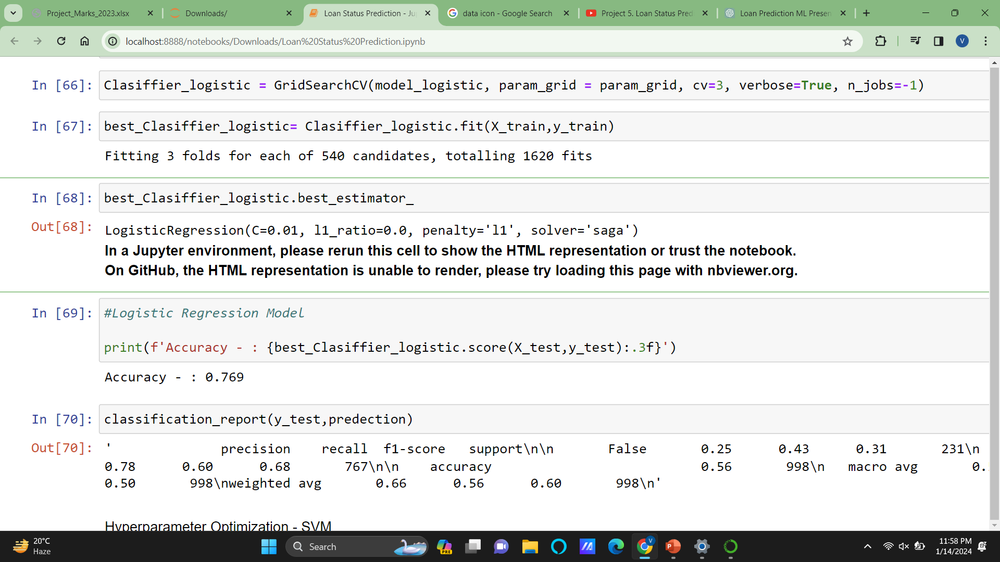 Project_Marks_2023.xlsx
Downloads/
Loan Status Prediction - Ju
data icon - Google Search
Project 5. Loan Status Pred
Loan Prediction ML Presen
localhost:8888/notebooks/Downloads/Loan%20Status%20Prediction.ipynb
V
In [66]: Clasiffier_logistic = GridSearchCV(model_logistic, param_grid = param_grid, cv=3, verbose=True, n_jobs=-1)
In [67]: best_Clasiffier_logistic= Clasiffier_logistic.fit(X_train,y_train)
Fitting 3 folds for each of 540 candidates, totalling 1620 fits
In [68]: best_Clasiffier_logistic.best_estimator_
Out[68]: LogisticRegression(C=0.01, l1_ratio=0.0, penalty='l1', solver='saga')
In a Jupyter environment, please rerun this cell to show the HTML representation or trust the notebook.
On GitHub, the HTML representation is unable to render, please try loading this page with nbviewer.org.
In [69]: #Logistic Regression Model
print(f'Accuracy - : {best_Clasiffier_logistic.score(X_test,y_test):.3f}')
Accuracy - : 0.769
In [70]: classification_report(y_test,predection)
Out[70]: ' precision recall f1-score support\n\n False 0.25 0.43 0.31 231\n
0.78 0.60 0.68 767\n\n accuracy 0.56 998\n macro avg 0.
0.50 998\nweighted avg 0.66 0.56 0.60 998\n'
Hyperparameter Optimization - SVM
20°C
Haze
Search
PRE
V
P
11:58 PM
1/14/2024